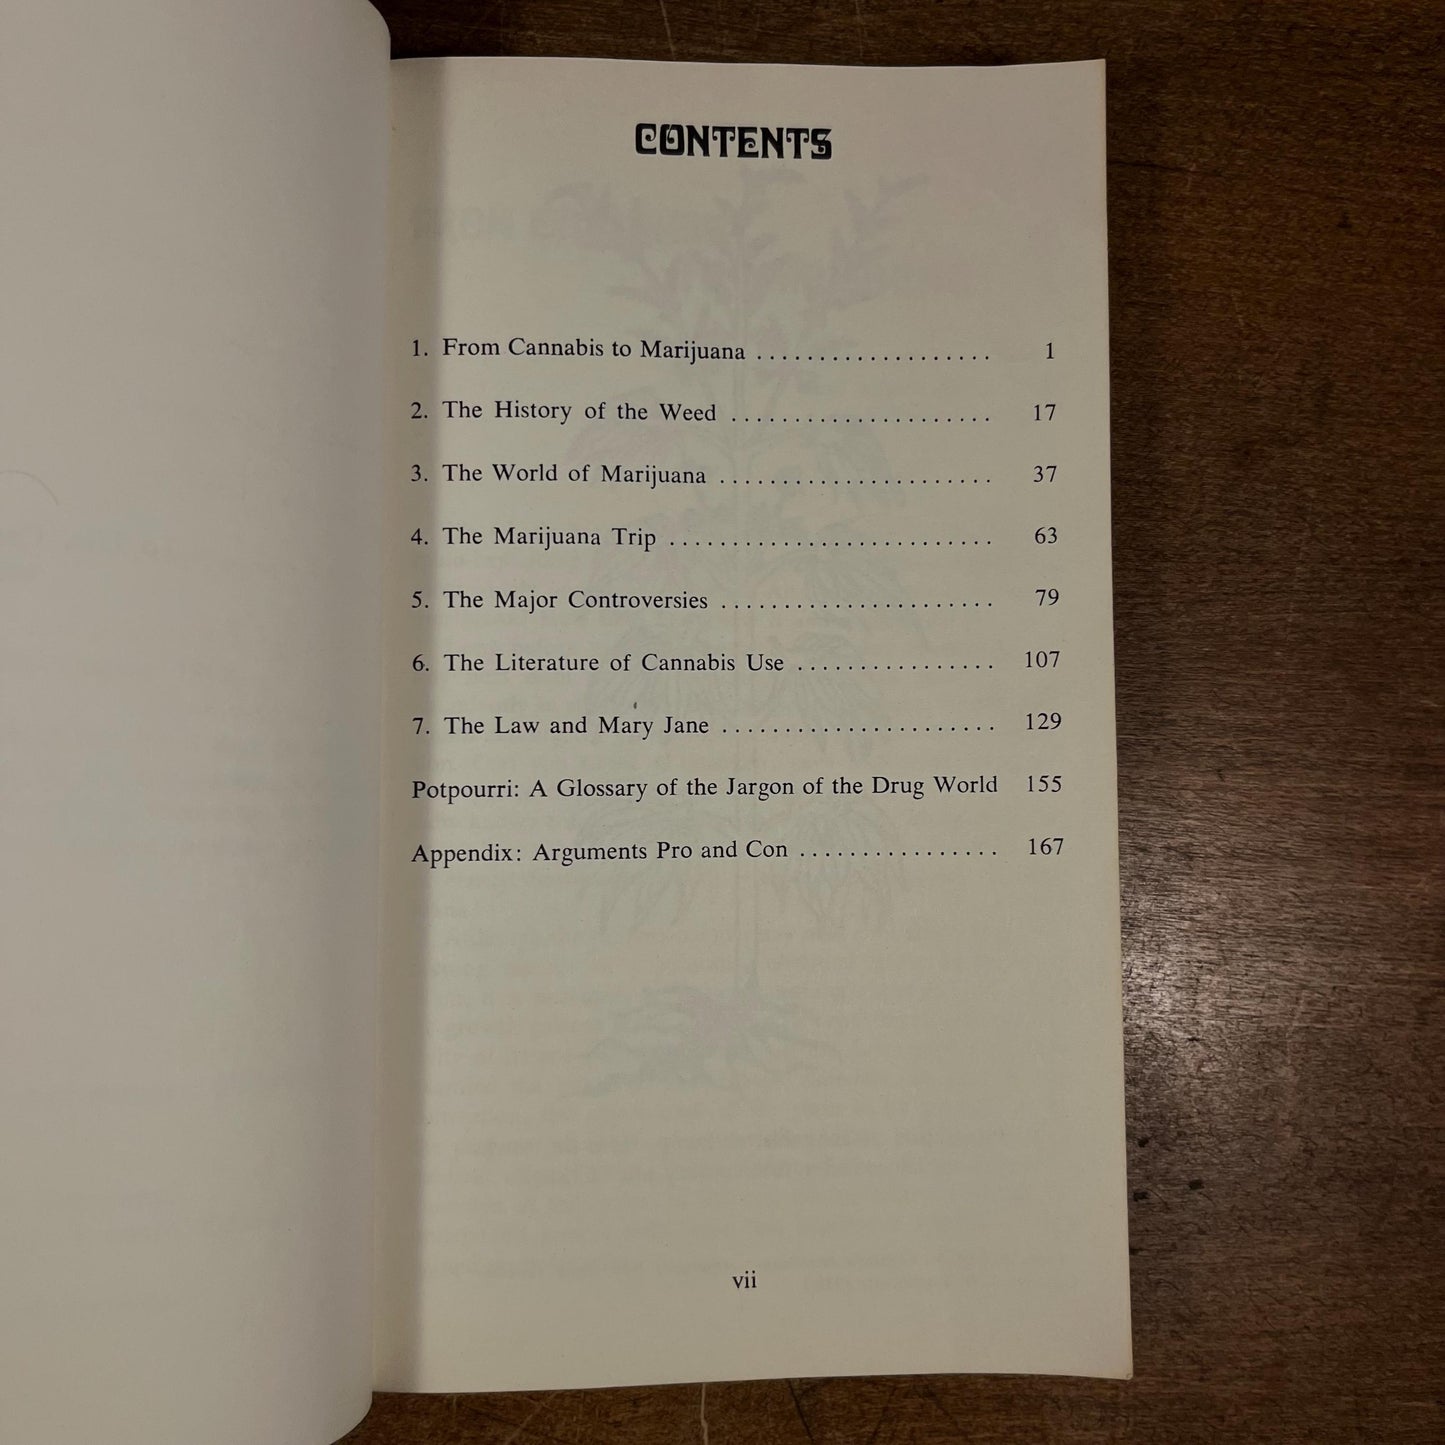 CONTENTS
1. From Cannabis to Marijuana .................... 1
2. The History of the Weed ..................... 17
3. The World of Marijuana ...................... 37
4. The Marijuana Trip .......................... 63
5. The Major Controversies ...................... 79
6. The Literature of Cannabis Use ................ 107
7. The Law and Mary Jane ...................... 129
Potpourri: A Glossary of the Jargon of the Drug World 155
Appendix: Arguments Pro and Con ................ 167
vii